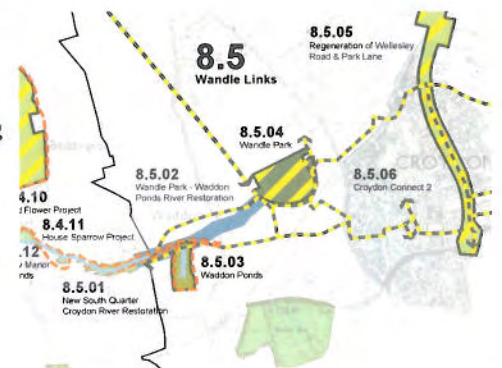 8.5
Wandle Links
8.5.05
Regeneration of Wellesley
Road & Park Lane
8.5.04
Wandle Park
8.5.02
Wandle Park - Waddon
Ponds River Restoration
8.5.06
Croydon Connect 2
CROYDON
4.10
d Flower Project
8.4.11
House Sparrow Project
.12
y Manor
nds
8.5.03
Waddon Ponds
8.5.01
New South Quarter
Croydon River Restoration